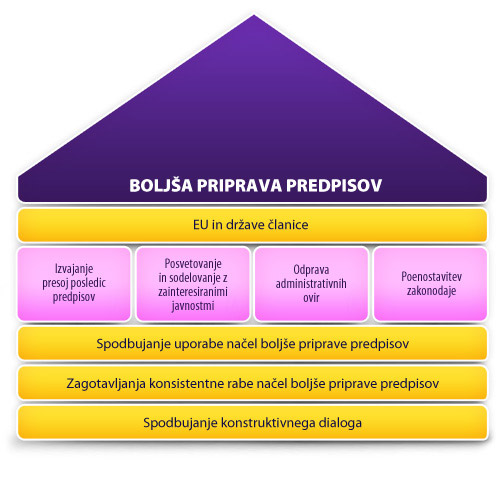 BOLJŠA PRIPRAVA PREDPISOV
EU in države članice
Izvajanje
presoj posledic
predpisov
Posvetovanje
in sodelovanje z
zainteresiranimi
javnostmi
Odprava
administrativnih
ovir
Poenostavitev
zakonodaje
Spodbujanje uporabe načel boljše priprave predpisov
Zagotavljanja konsistentne rabe načel boljše priprave predpisov
Spodbujanje konstruktivnega dialoga